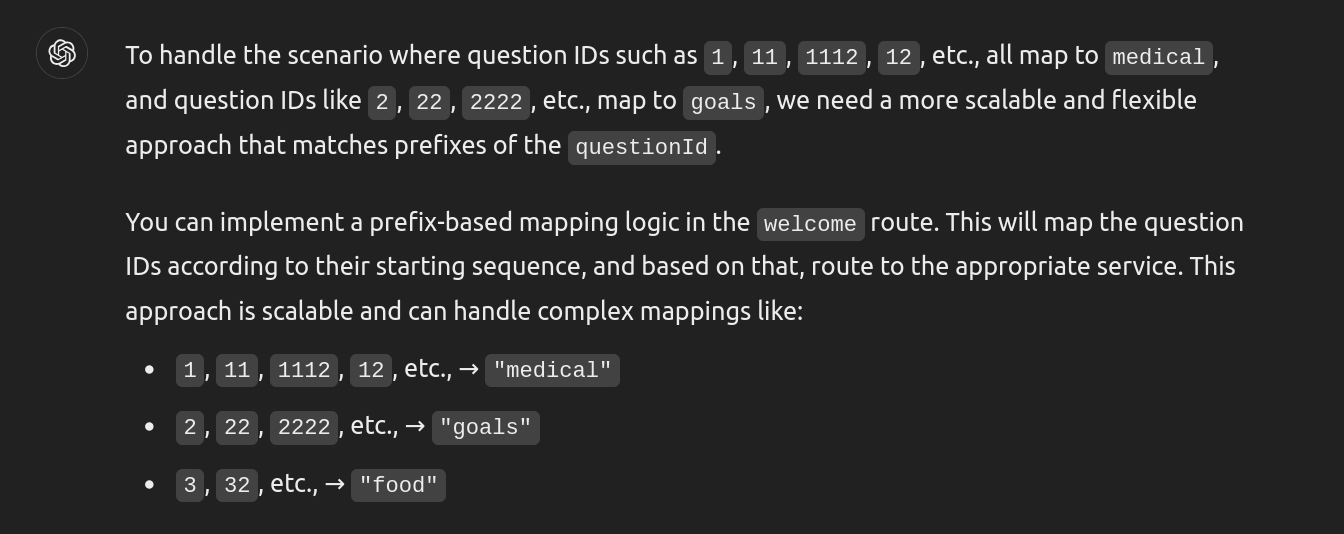 To handle the scenario where question IDs such as 1, 11, 1112, 12, etc., all map to medical,
and question IDs like 2, 22, 2222, etc., map to goals, we need a more scalable and flexible
approach that matches prefixes of the questionId.
You can implement a prefix-based mapping logic in the welcome route. This will map the question
IDs according to their starting sequence, and based on that, route to the appropriate service. This
approach is scalable and can handle complex mappings like:
• 1, 11, 1112, 12, etc., → "medical"
• 2, 22, 2222, etc., → "goals"
• 3, 32, etc., → "food"